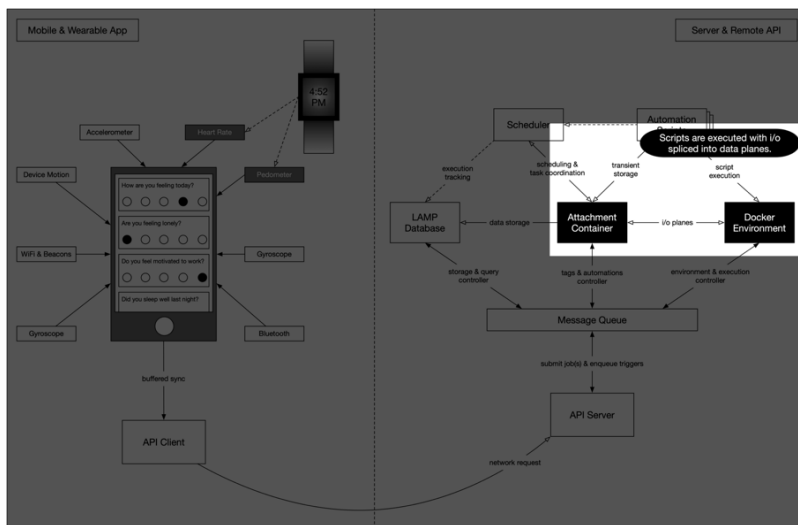 Mobile & Wearable App
Server & Remote API
4:52
PM
Accelerometer
Heart Rate
Pedometer
Device Motion
WiFi & Beacons
Gyroscope
Gyroscope
Bluetooth
How are you feeling today?
Are you feeling lonely?
Do you feel motivated to work?
Did you sleep well last night?
buffered sync
API Client
network request
Scheduler
Automation
Scripts are executed with i/o
spliced into data planes.
execution
tracking
scheduling &
task coordination
transient
storage
script
execution
LAMP
Database
data storage
Attachment
Container
i/o planes
Docker
Environment
storage & query
controller
tags & automations
controller
environment & execution
controller
Message Queue
submit job(s) & enqueue triggers
API Server